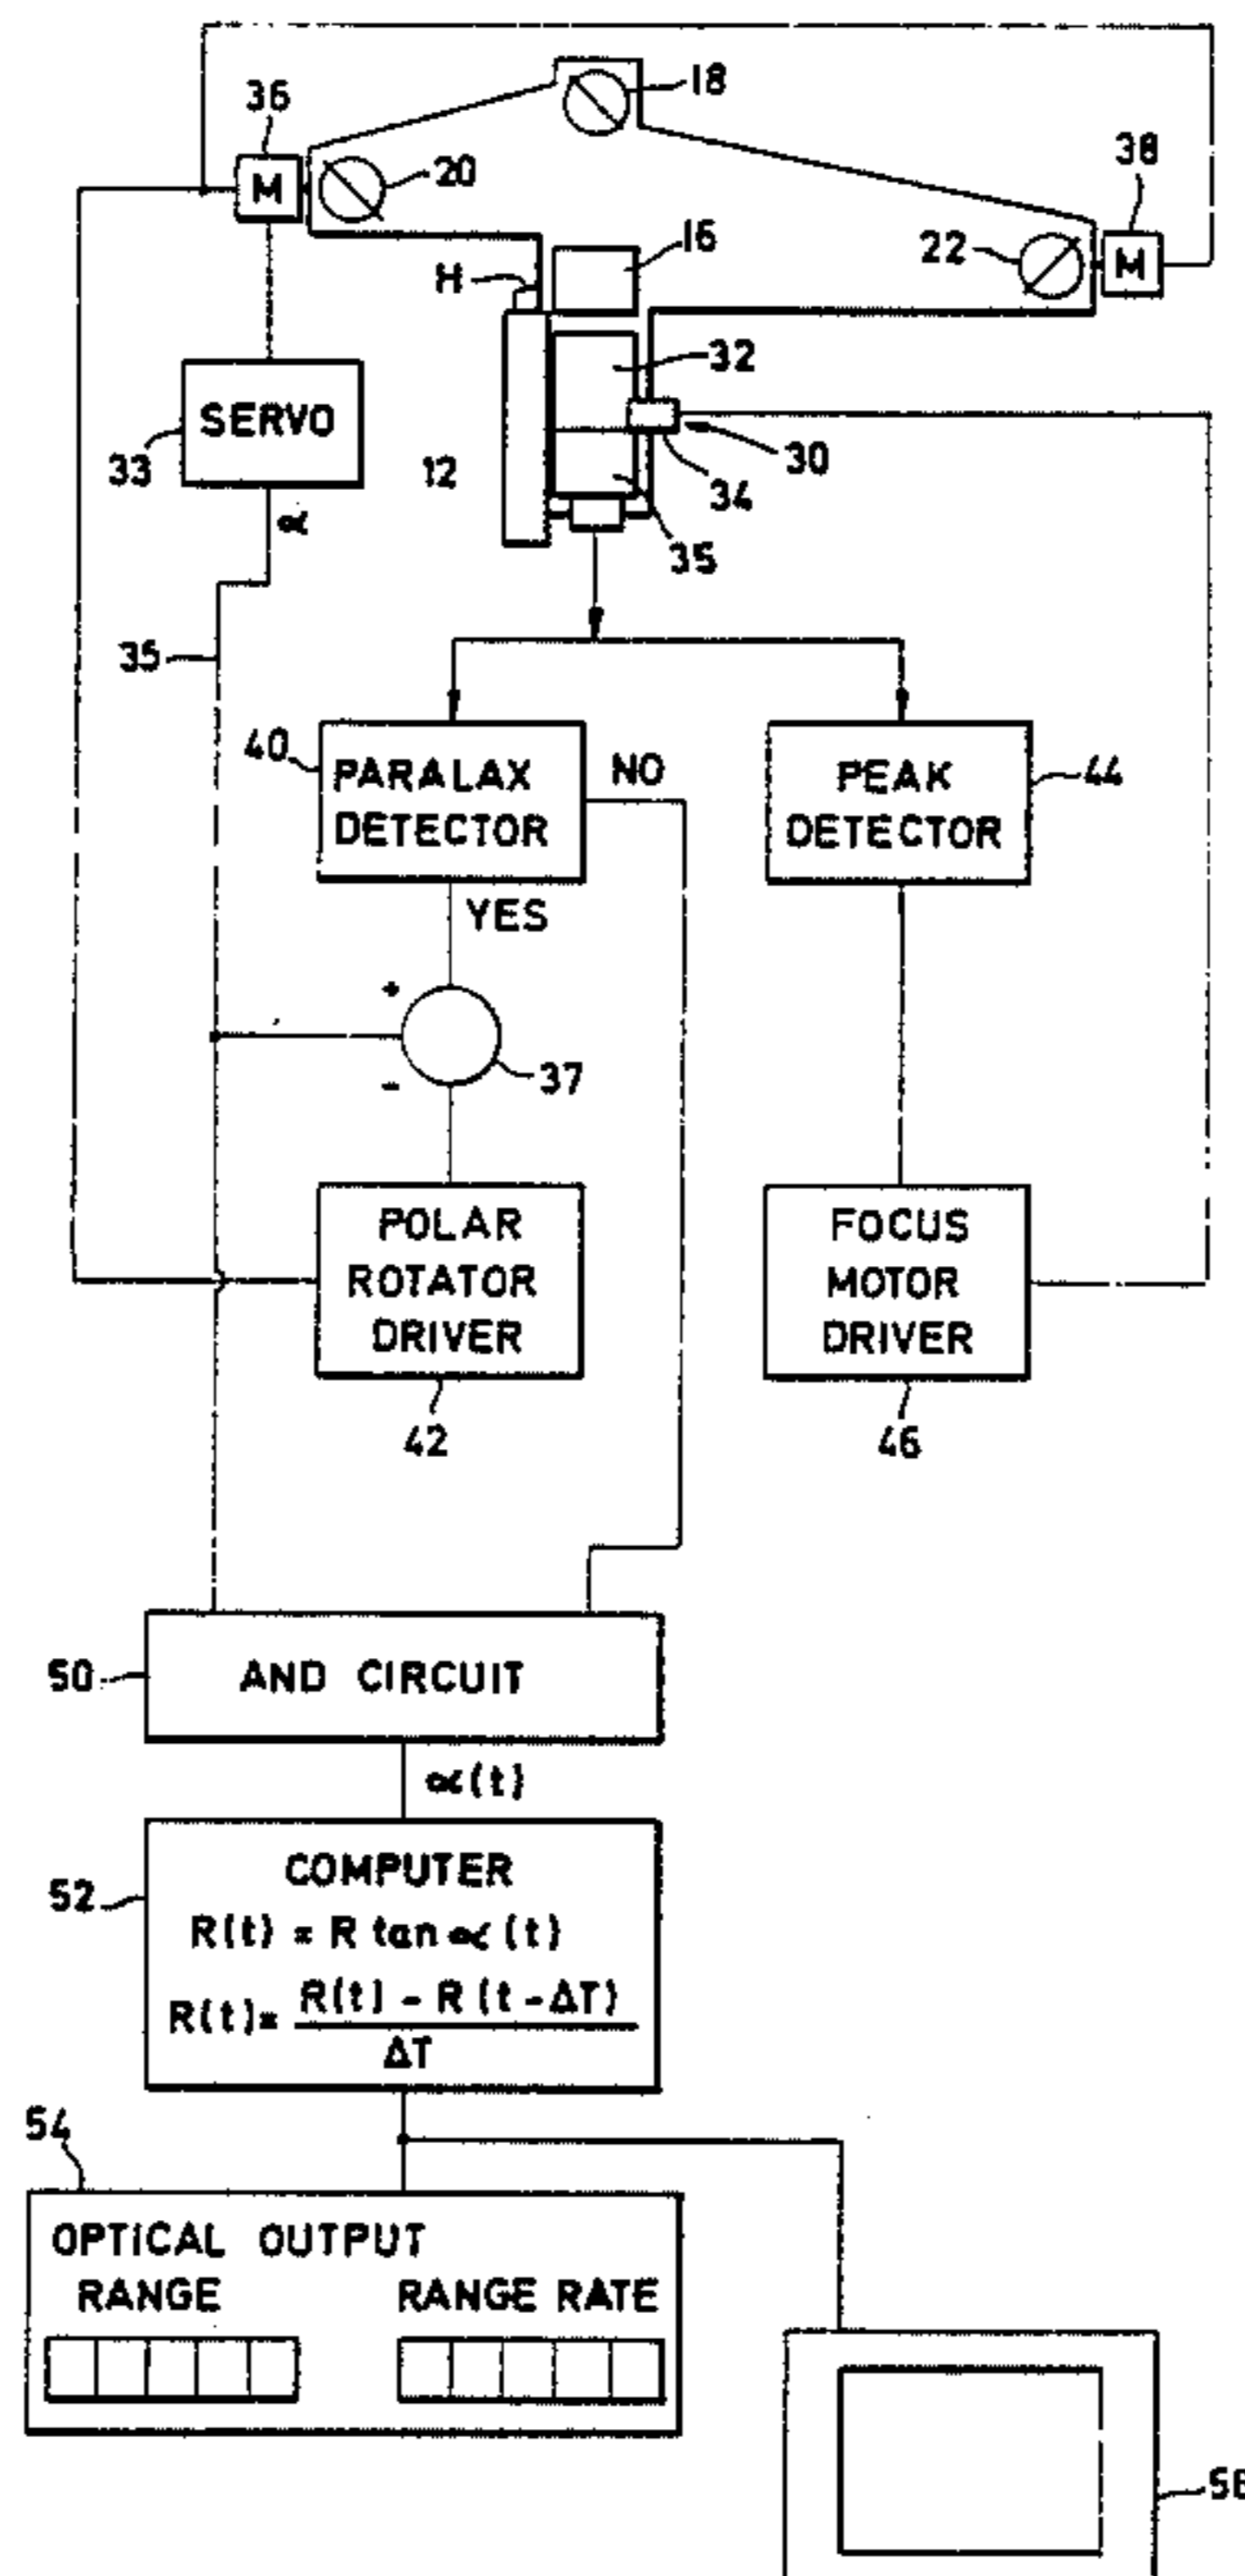 18
36
38
M
20
16
22
M
H
32
SERVO
33
12
30
34
α
35
35
40
PARALAX
DETECTOR
NO
PEAK
DETECTOR
44
YES
+
37
-
POLAR
ROTATOR
DRIVER
FOCUS
MOTOR
DRIVER
42
46
50
AND CIRCUIT
α(t)
52
COMPUTER
R(t) = R tan α(t)
R(t) = R(t) - R(t - ΔT)
ΔT
54
OPTICAL OUTPUT
RANGE RANGE RATE